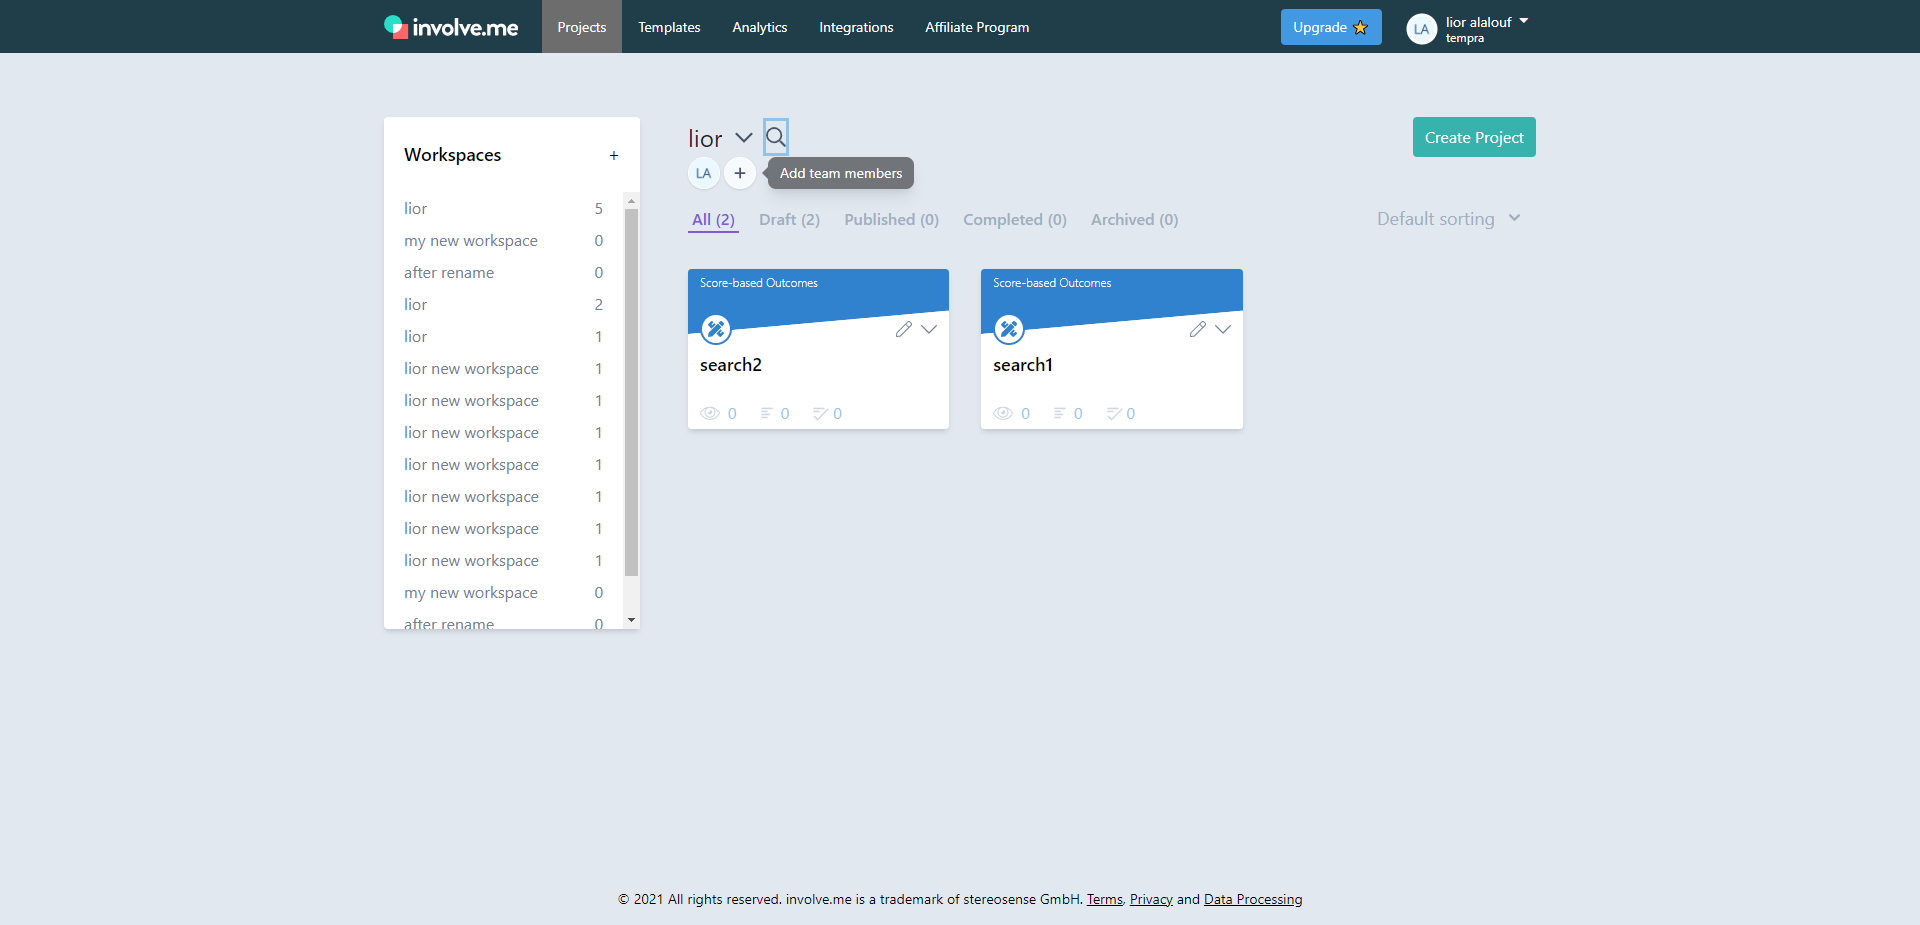 involve.me
Projects
Templates
Analytics
Integrations
Affiliate Program
Upgrade
LA
lior alalouf
tempra
Workspaces
+
lior 5
my new workspace 0
after rename 0
lior 2
lior 1
lior new workspace 1
lior new workspace 1
lior new workspace 1
lior new workspace 1
lior new workspace 1
lior new workspace 1
lior new workspace 1
my new workspace 0
after rename 0
lior
Create Project
LA
+
Add team members
All (2)
Draft (2)
Published (0)
Completed (0)
Archived (0)
Default sorting
Score-based Outcomes
search2
0 0 0
Score-based Outcomes
search1
0 0 0
© 2021 All rights reserved. involve.me is a trademark of stereosense GmbH. Terms, Privacy and Data Processing